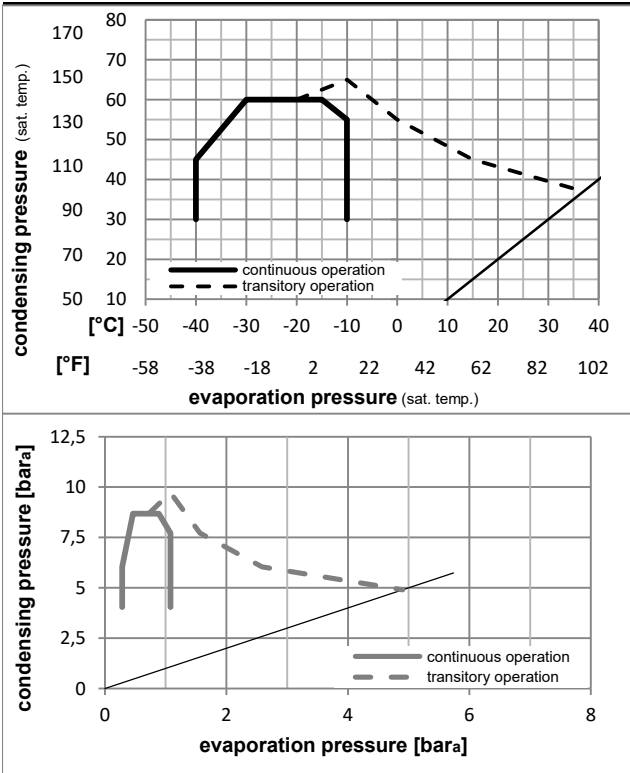 condensing pressure (sat. temp.)
170
150
130
110
90
70
50
80
70
60
50
40
30
20
10
continuous operation
transitory operation
[°C] -50 -40 -30 -20 -10 0 10 20 30 40
[°F] -58 -38 -18 2 22 42 62 82 102
evaporation pressure (sat. temp.)
condensing pressure [bara]
12,5
10
7,5
5
2,5
0
continuous operation
transitory operation
0 2 4 6 8
evaporation pressure [bara]